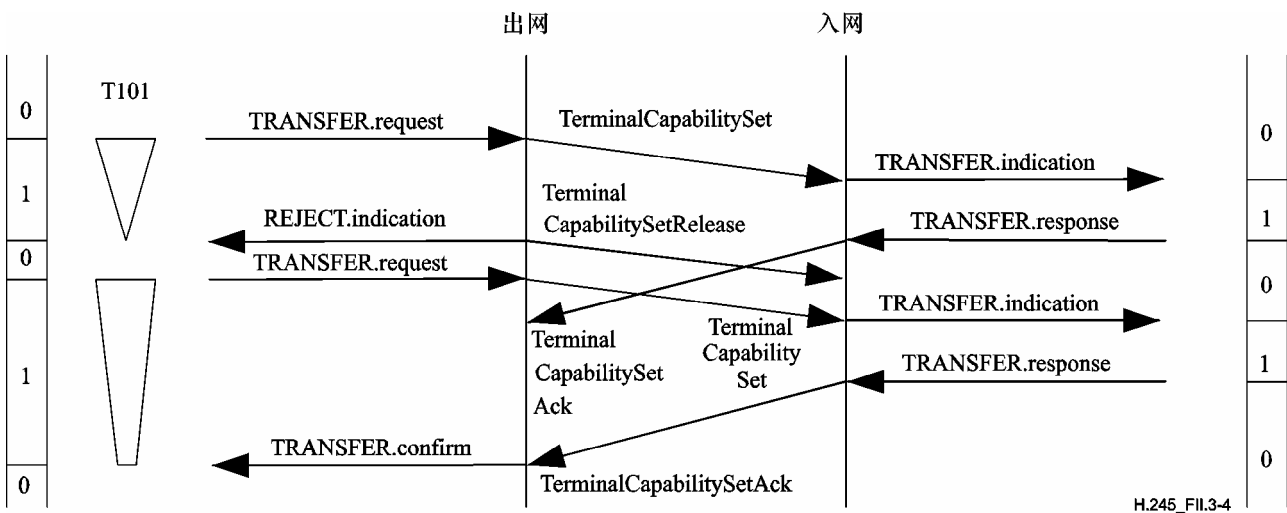 出网
入网
T101
0
TRANSFER.request
TerminalCapabilitySet
0
TRANSFER.indication
1
Terminal
CapabilitySetRelease
REJECT.indication
TRANSFER.response
1
0
TRANSFER.request
0
TRANSFER.indication
Terminal
CapabilitySet
Ack
Terminal
Capability
Set
1
TRANSFER.response
1
TRANSFER.confirm
0
TerminalCapabilitySetAck
0
H.245_FII.3-4